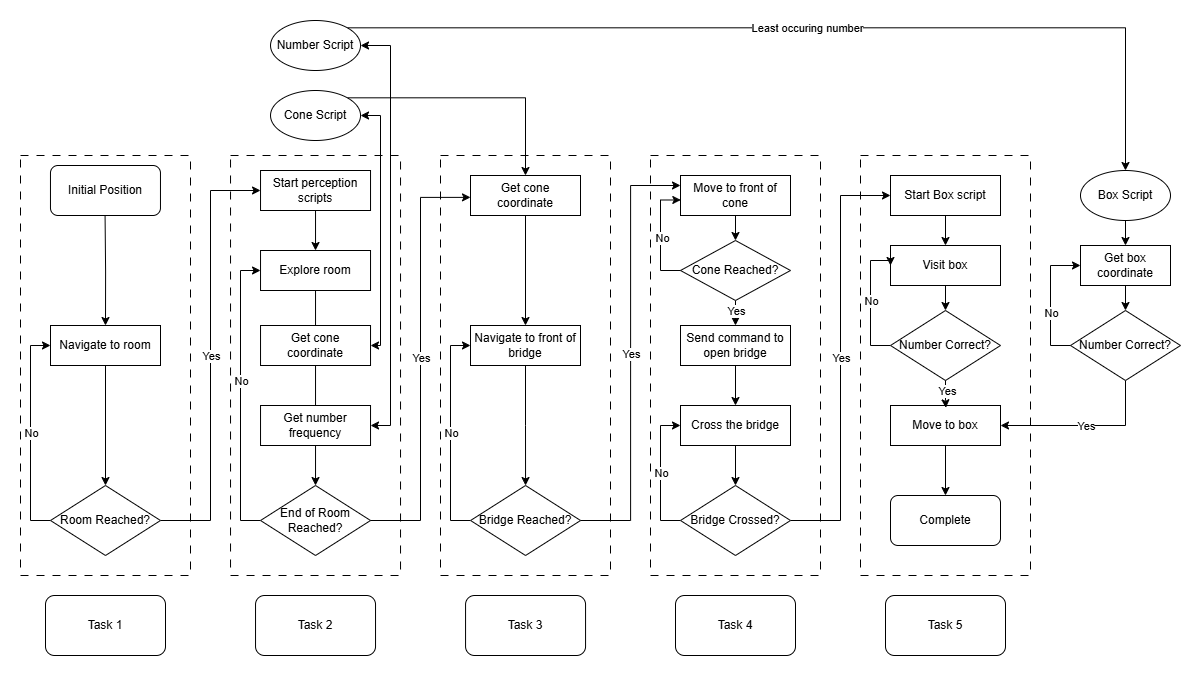 Least occuring number
Number Script
Cone Script
Initial Position
Navigate to room
Room Reached?
No
Yes
Start perception
scripts
Explore room
Get cone
coordinate
Get number
frequency
End of Room
Reached?
No
Yes
Get cone
coordinate
Navigate to front of
bridge
Bridge Reached?
No
Yes
Move to front of
cone
Cone Reached?
No
Yes
Send command to
open bridge
Cross the bridge
Bridge Crossed?
No
Yes
Start Box script
Visit box
Number Correct?
No
Yes
Move to box
Complete
Box Script
Get box
coordinate
Number Correct?
No
Yes
Task 1
Task 2
Task 3
Task 4
Task 5